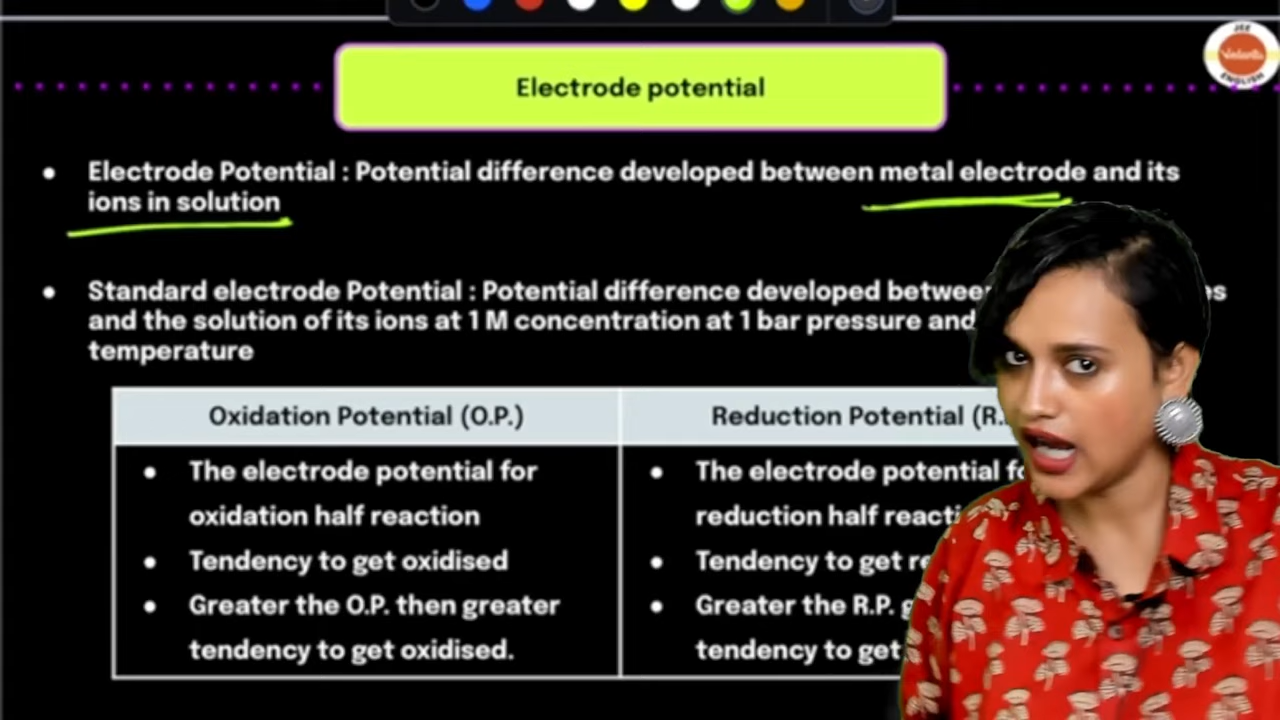 JEE
Vedantu
ENGLISH
Electrode potential
Electrode Potential : Potential difference developed between metal electrode and its
ions in solution
Standard electrode Potential : Potential difference developed between
and the solution of its ions at 1 M concentration at 1 bar pressure and
temperature
Oxidation Potential (O.P.)
The electrode potential for
oxidation half reaction
Tendency to get oxidised
Greater the O.P. then greater
tendency to get oxidised.
Reduction Potential (R.
The electrode potential
reduction half
Tendency to get
Greater the R.P.
tendency to get